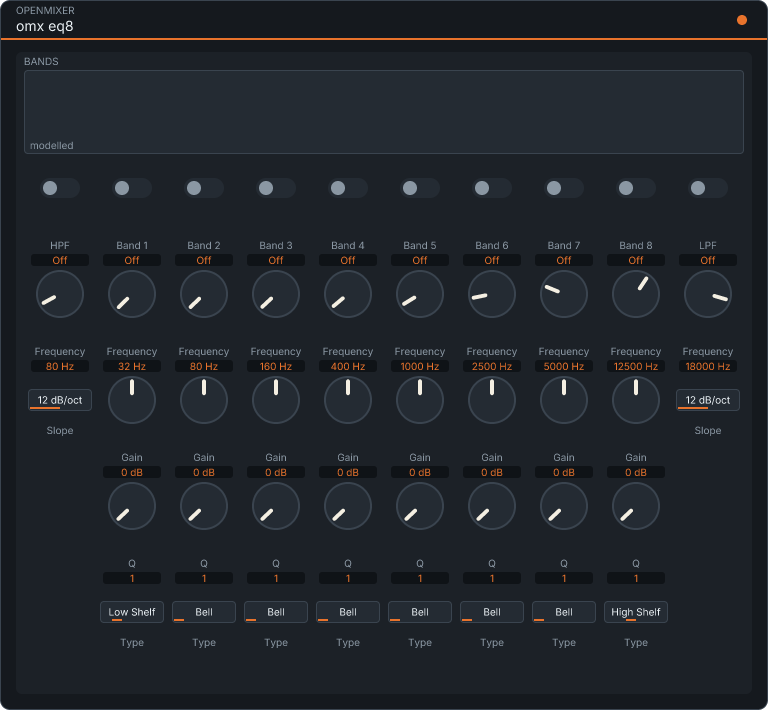 OPENMIXER
omx eq8
BANDS
modelled
HPF Band 1 Band 2 Band 3 Band 4 Band 5 Band 6 Band 7 Band 8 LPF
Off Off Off Off Off Off Off Off Off Off
Frequency Frequency Frequency Frequency Frequency Frequency Frequency Frequency Frequency Frequency
80 Hz 32 Hz 80 Hz 160 Hz 400 Hz 1000 Hz 2500 Hz 5000 Hz 12500 Hz 18000 Hz
12 dB/oct 12 dB/oct
Slope Slope
Gain Gain Gain Gain Gain Gain Gain Gain
0 dB 0 dB 0 dB 0 dB 0 dB 0 dB 0 dB 0 dB
Q Q Q Q Q Q Q Q
1 1 1 1 1 1 1 1
Low Shelf Bell Bell Bell Bell Bell Bell High Shelf
Type Type Type Type Type Type Type Type